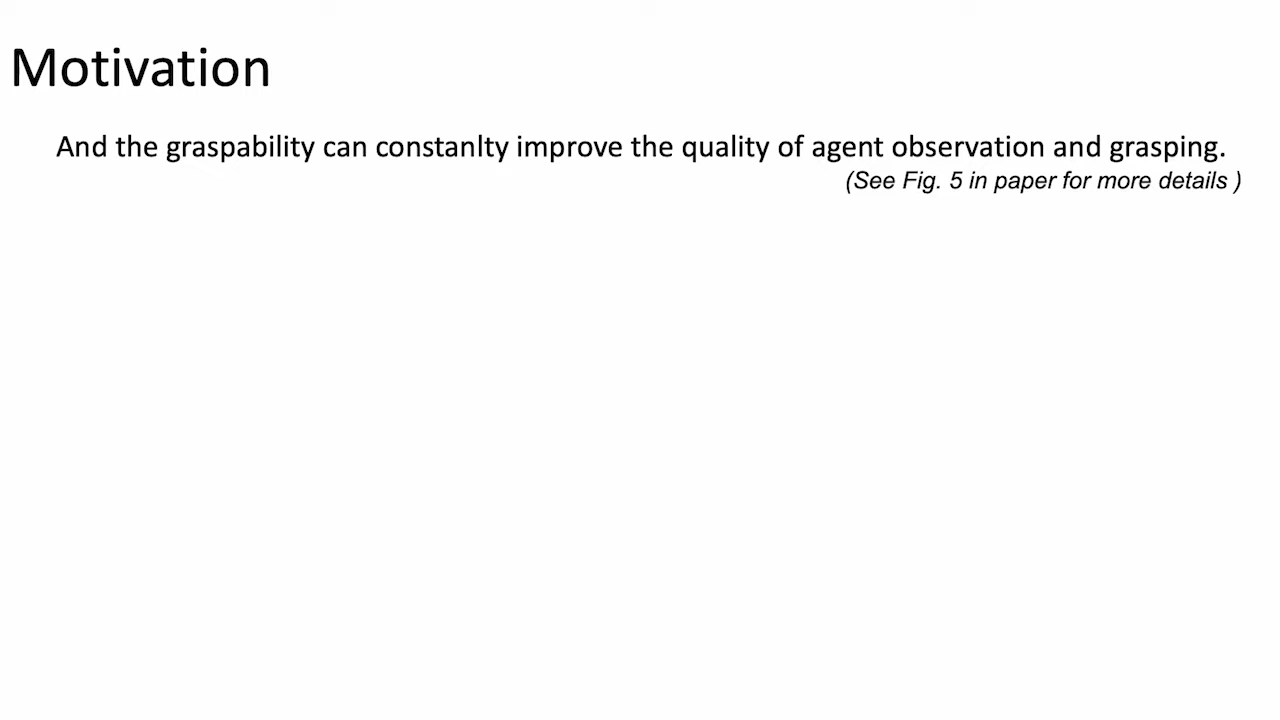 Motivation
And the graspability can constanlty improve the quality of agent observation and grasping.
(See Fig. 5 in paper for more details )